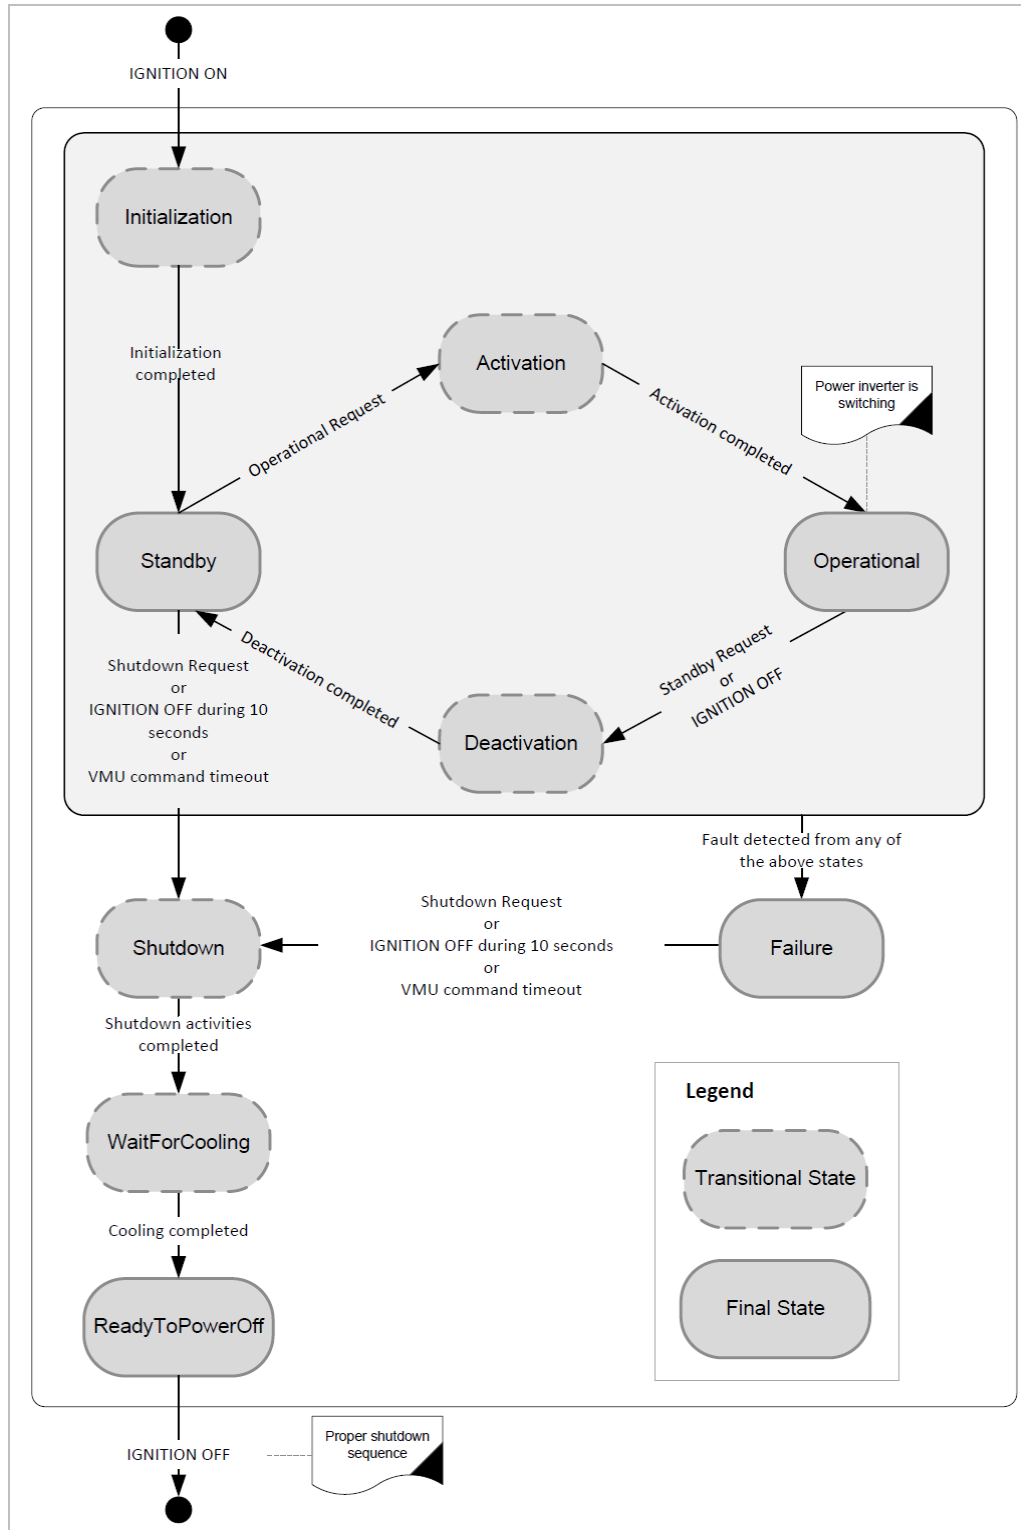 IGNITION ON
Initialization
Initialization
completed
Activation
Operational Request
Activation completed
Power inverter is
switching
Standby
Operational
Deactivation completed
Standby Request
or
IGNITION OFF
Shutdown Request
or
IGNITION OFF during 10
seconds
or
VMU command timeout
Deactivation
Fault detected from any of
the above states
Shutdown
Shutdown Request
or
IGNITION OFF during 10 seconds
or
VMU command timeout
Failure
Shutdown activities
completed
WaitForCooling
Cooling completed
ReadyToPowerOff
Legend
Transitional State
Final State
IGNITION OFF
Proper shutdown
sequence